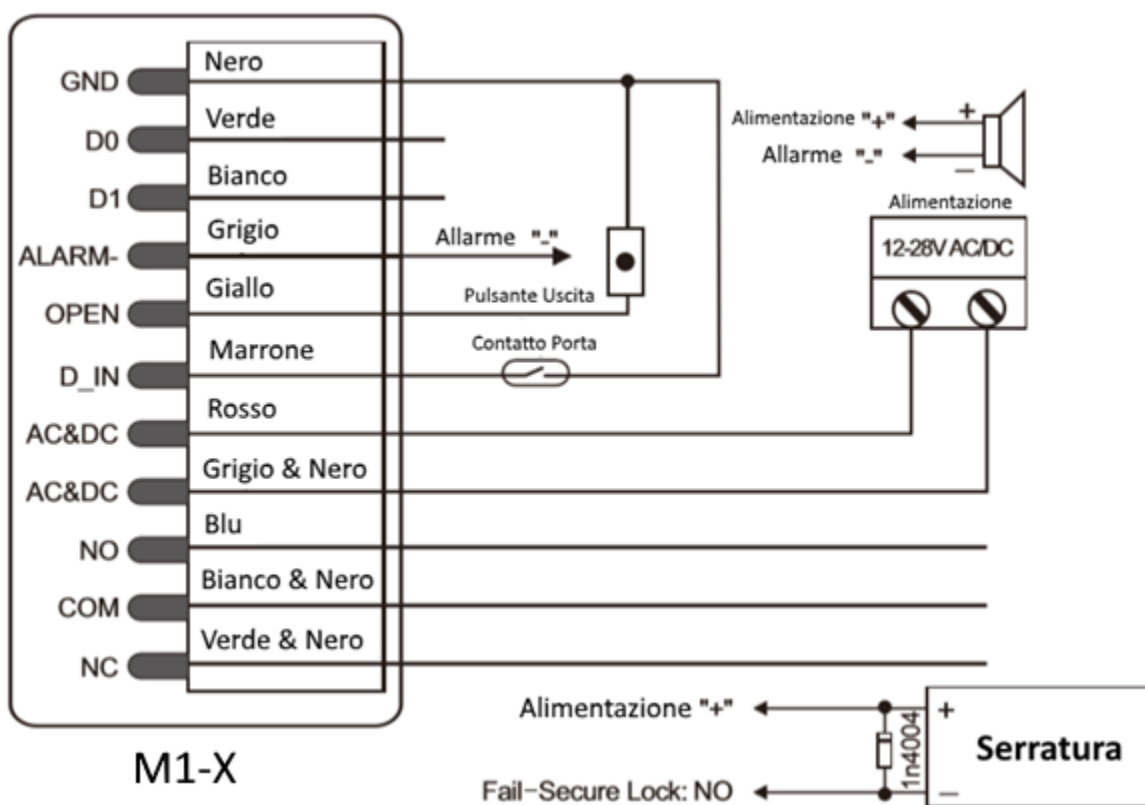 GND Nero
D0 Verde
D1 Bianco
ALARM- Grigio
Allarme "-"
OPEN Giallo
Pulsante Uscita
D_IN Marrone
Contatto Porta
AC&DC Rosso
AC&DC Grigio & Nero
NO Blu
COM Bianco & Nero
NC Verde & Nero
M1-X
Alimentazione "+" +
Allarme "-" −
Alimentazione
12-28V AC/DC
Alimentazione "+"
Fail-Secure Lock: NO
1n4004
+
Serratura
−